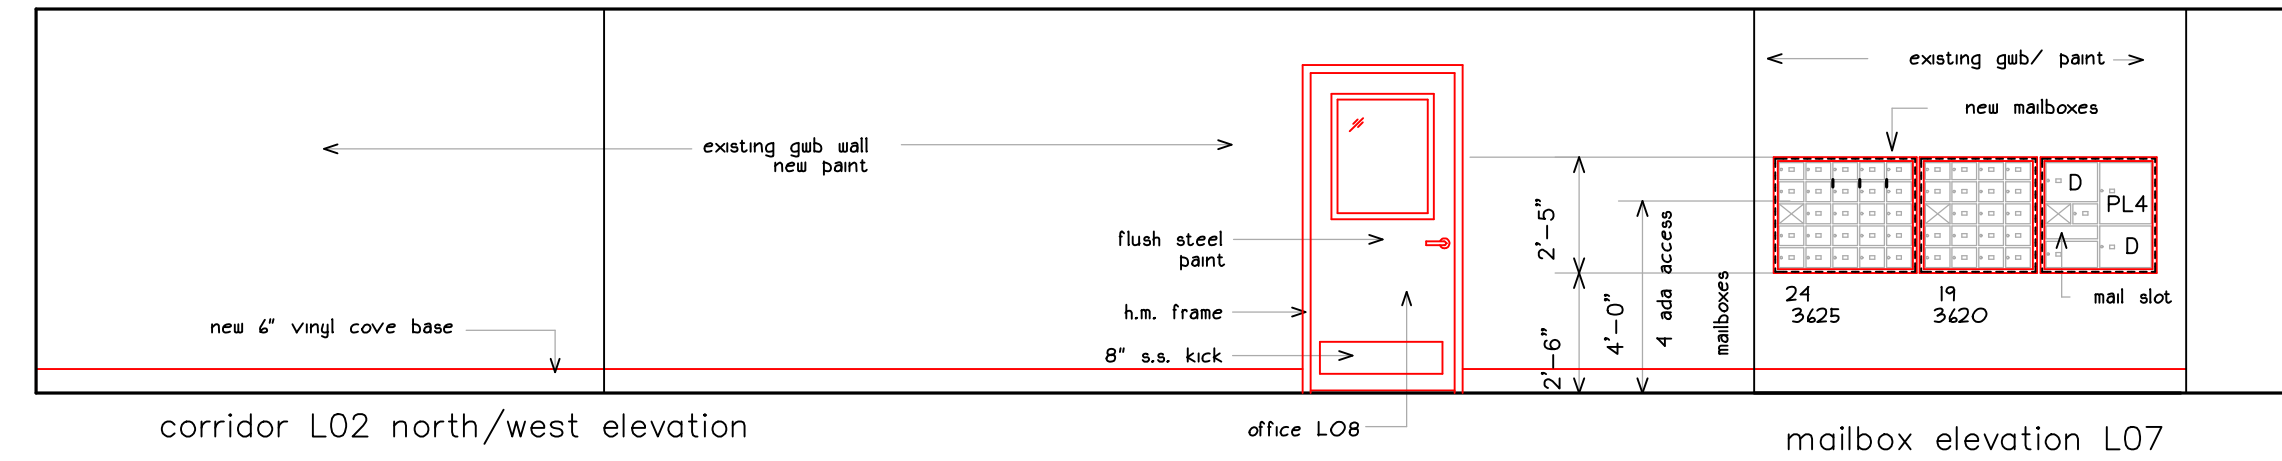 existing gwb/ paint
new mailboxes
existing gwb wall
new paint
D
PL4
D
flush steel
paint
2'-5"
4 ada access
mailboxes
4'-0"
2'-6"
24
3625
19
3620
mail slot
h.m. frame
new 6" vinyl cove base
8" s.s. kick
office L08
corridor L02 north/west elevation
mailbox elevation L07